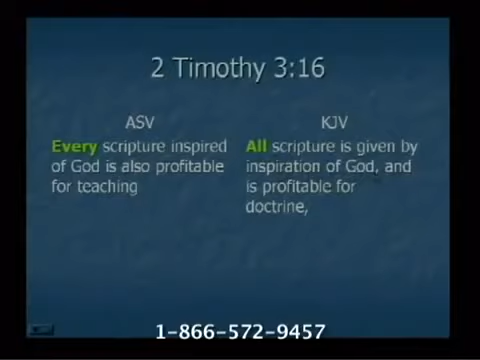 2 Timothy 3:16
ASV
Every scripture inspired
of God is also profitable
for teaching
KJV
All scripture is given by
inspiration of God, and
is profitable for
doctrine,
1-866-572-9457